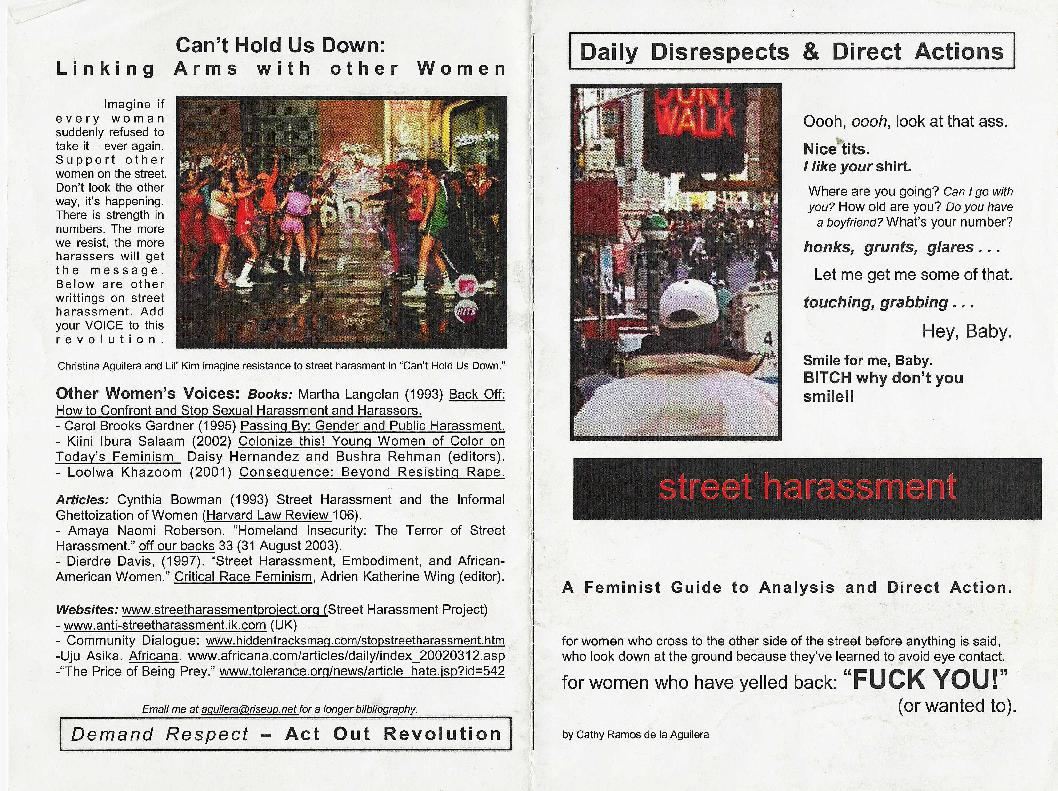 Can't Hold Us Down:
Linking Arms with other Women
Imagine if
every woman
suddenly refused to
take it ever again.
Support other
women on the street.
Don't look the other
way, it's happening.
There is strength in
numbers. The more
we resist, the more
harassers will get
the message.
Below are other
writtings on street
harassment. Add
your VOICE to this
revolution.
HITS
Christina Aguilera and Lil" Kim imagine resistance to street harasment in "Can't Hold Us Down."
Other Women's Voices: Books: Martha Langolan (1993) Back Off:
How to Confront and Stop Sexual Harassment and Harassors.
- Carol Brooks Gardner (1995) Passing By: Gender and Public Harassment.
- Kiini Ibura Salaam (2002) Colonize this! Young Women of Color on
Today's Feminism Daisy Hernandez and Bushra Rehman (editors).
- Loolwa Khazoom (2001) Consequence: Beyond Resisting Rape.
Articles: Cynthia Bowman (1993) Street Harassment and the Informal
Ghettoization of Women (Harvard Law Review 106).
- Amaya Naomi Roberson. "Homeland Insecurity: The Terror of Street
Harassment." off our backs 33 (31 August 2003).
- Dierdre Davis, (1997). "Street Harassment, Embodiment, and African-
American Women." Critical Race Feminism, Adrien Katherine Wing (editor).
Websites: www.streetharassmentproject.org (Street Harassment Project)
- www.anti-streetharassment.ik.com (UK)
- Community Dialogue: www.hiddentracksmag.com/stopstreetharassment.htm
-Uju Asika. Africana. www.africana.com/articles/daily/index_20020312.asp
-"The Price of Being Prey." www.tolerance.org/news/article_hate.jsp?id=542
Email me at aguilera@riseup.net for a longer bilbliography.
Demand Respect – Act Out Revolution
Daily Disrespects & Direct Actions
DONT
WALK
Oooh, oooh, look at that ass.
Nice tits.
I like your shirt.
Where are you going? Can I go with
you? How old are you? Do you have
a boyfriend? What's your number?
honks, grunts, glares . . .
Let me get me some of that.
touching, grabbing . . .
Hey, Baby.
Smile for me, Baby.
BITCH why don't you
smile!!
street harassment
A Feminist Guide to Analysis and Direct Action.
for women who cross to the other side of the street before anything is said,
who look down at the ground because they've learned to avoid eye contact.
for women who have yelled back: "FUCK YOU!"
(or wanted to).
by Cathy Ramos de la Aguilera